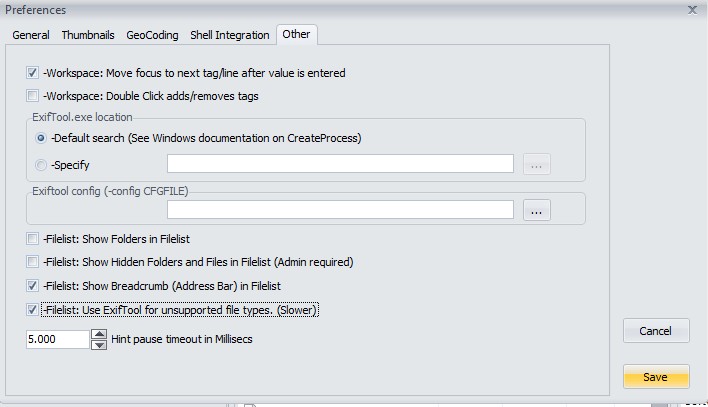 Preferences
General Thumbnails GeoCoding Shell Integration Other
-Workspace: Move focus to next tag/line after value is entered
-Workspace: Double Click adds/removes tags
ExifTool.exe location
-Default search (See Windows documentation on CreateProcess)
-Specify ...
Exiftool config (-config CFGFILE)
...
-Filelist: Show Folders in Filelist
-Filelist: Show Hidden Folders and Files in Filelist (Admin required)
-Filelist: Show Breadcrumb (Address Bar) in Filelist
-Filelist: Use ExifTool for unsupported file types. (Slower)
5.000 Hint pause timeout in Millisecs
Cancel
Save